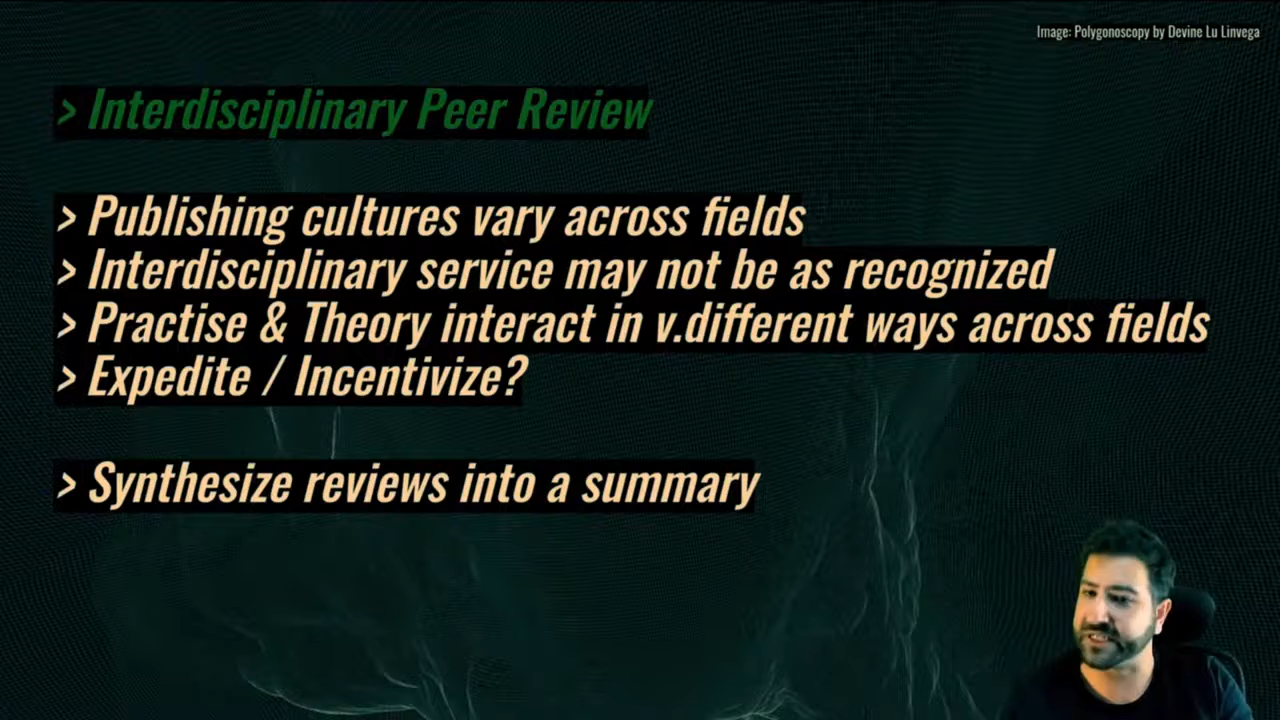 Image: Polygonoscopy by Devine Lu Linvega
> Interdisciplinary Peer Review
> Publishing cultures vary across fields
> Interdisciplinary service may not be as recognized
> Practise & Theory interact in v.different ways across fields
> Expedite / Incentivize?
> Synthesize reviews into a summary